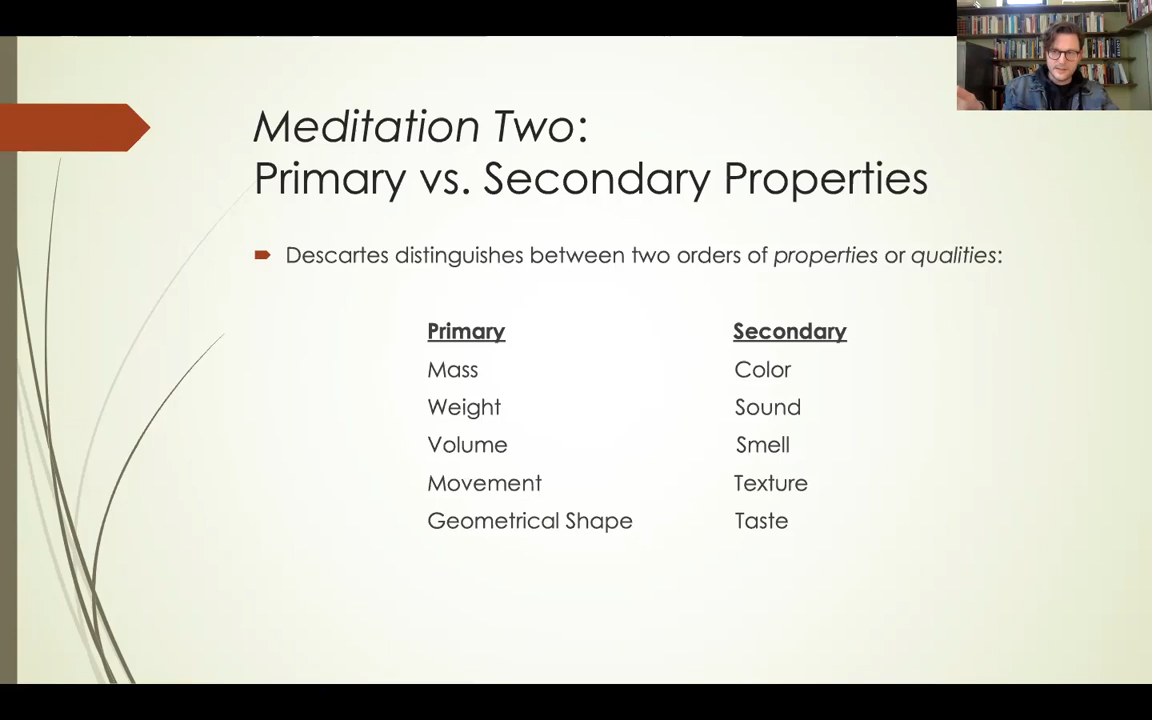 Meditation Two:
Primary vs. Secondary Properties
Descartes distinguishes between two orders of properties or qualities:
Primary
Secondary
Mass
Color
Weight
Sound
Volume
Smell
Movement
Texture
Geometrical Shape
Taste